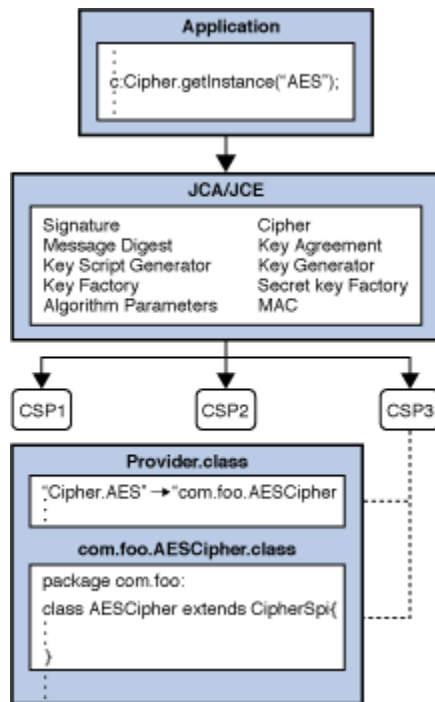 Application
c:Cipher.getInstance("AES");
JCA/JCE
Signature
Cipher
Message Digest
Key Agreement
Key Script Generator
Key Generator
Key Factory
Secret key Factory
Algorithm Parameters
MAC
CSP1
CSP2
CSP3
Provider.class
“Cipher.AES” → “com.foo.AESCipher
com.foo.AESCipher.class
package com.foo:
class AESCipher extends CipherSpi{
}